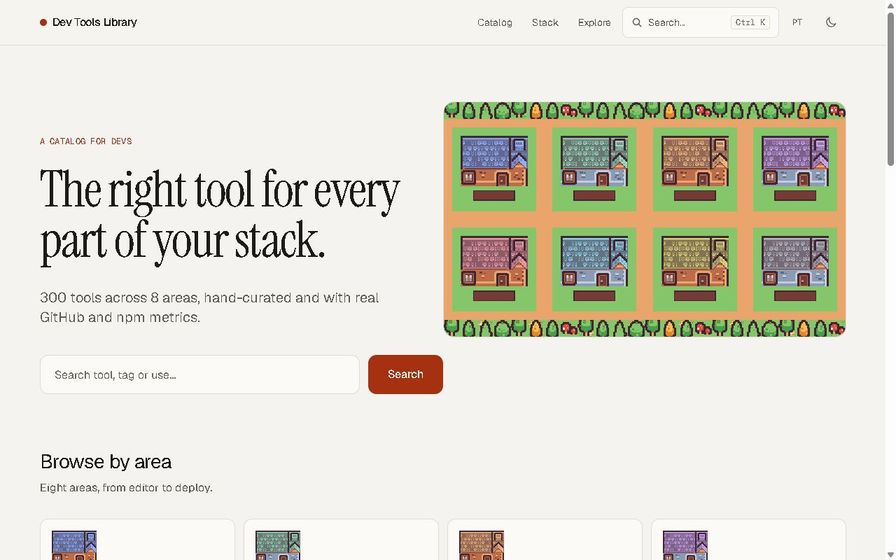 Dev Tools Library
Catalog
Stack
Explore
Search...
Ctrl K
PT
A CATALOG FOR DEVS
The right tool for every
part of your stack.
300 tools across 8 areas, hand-curated and with real
GitHub and npm metrics.
Search tool, tag or use...
Search
Browse by area
Eight areas, from editor to deploy.